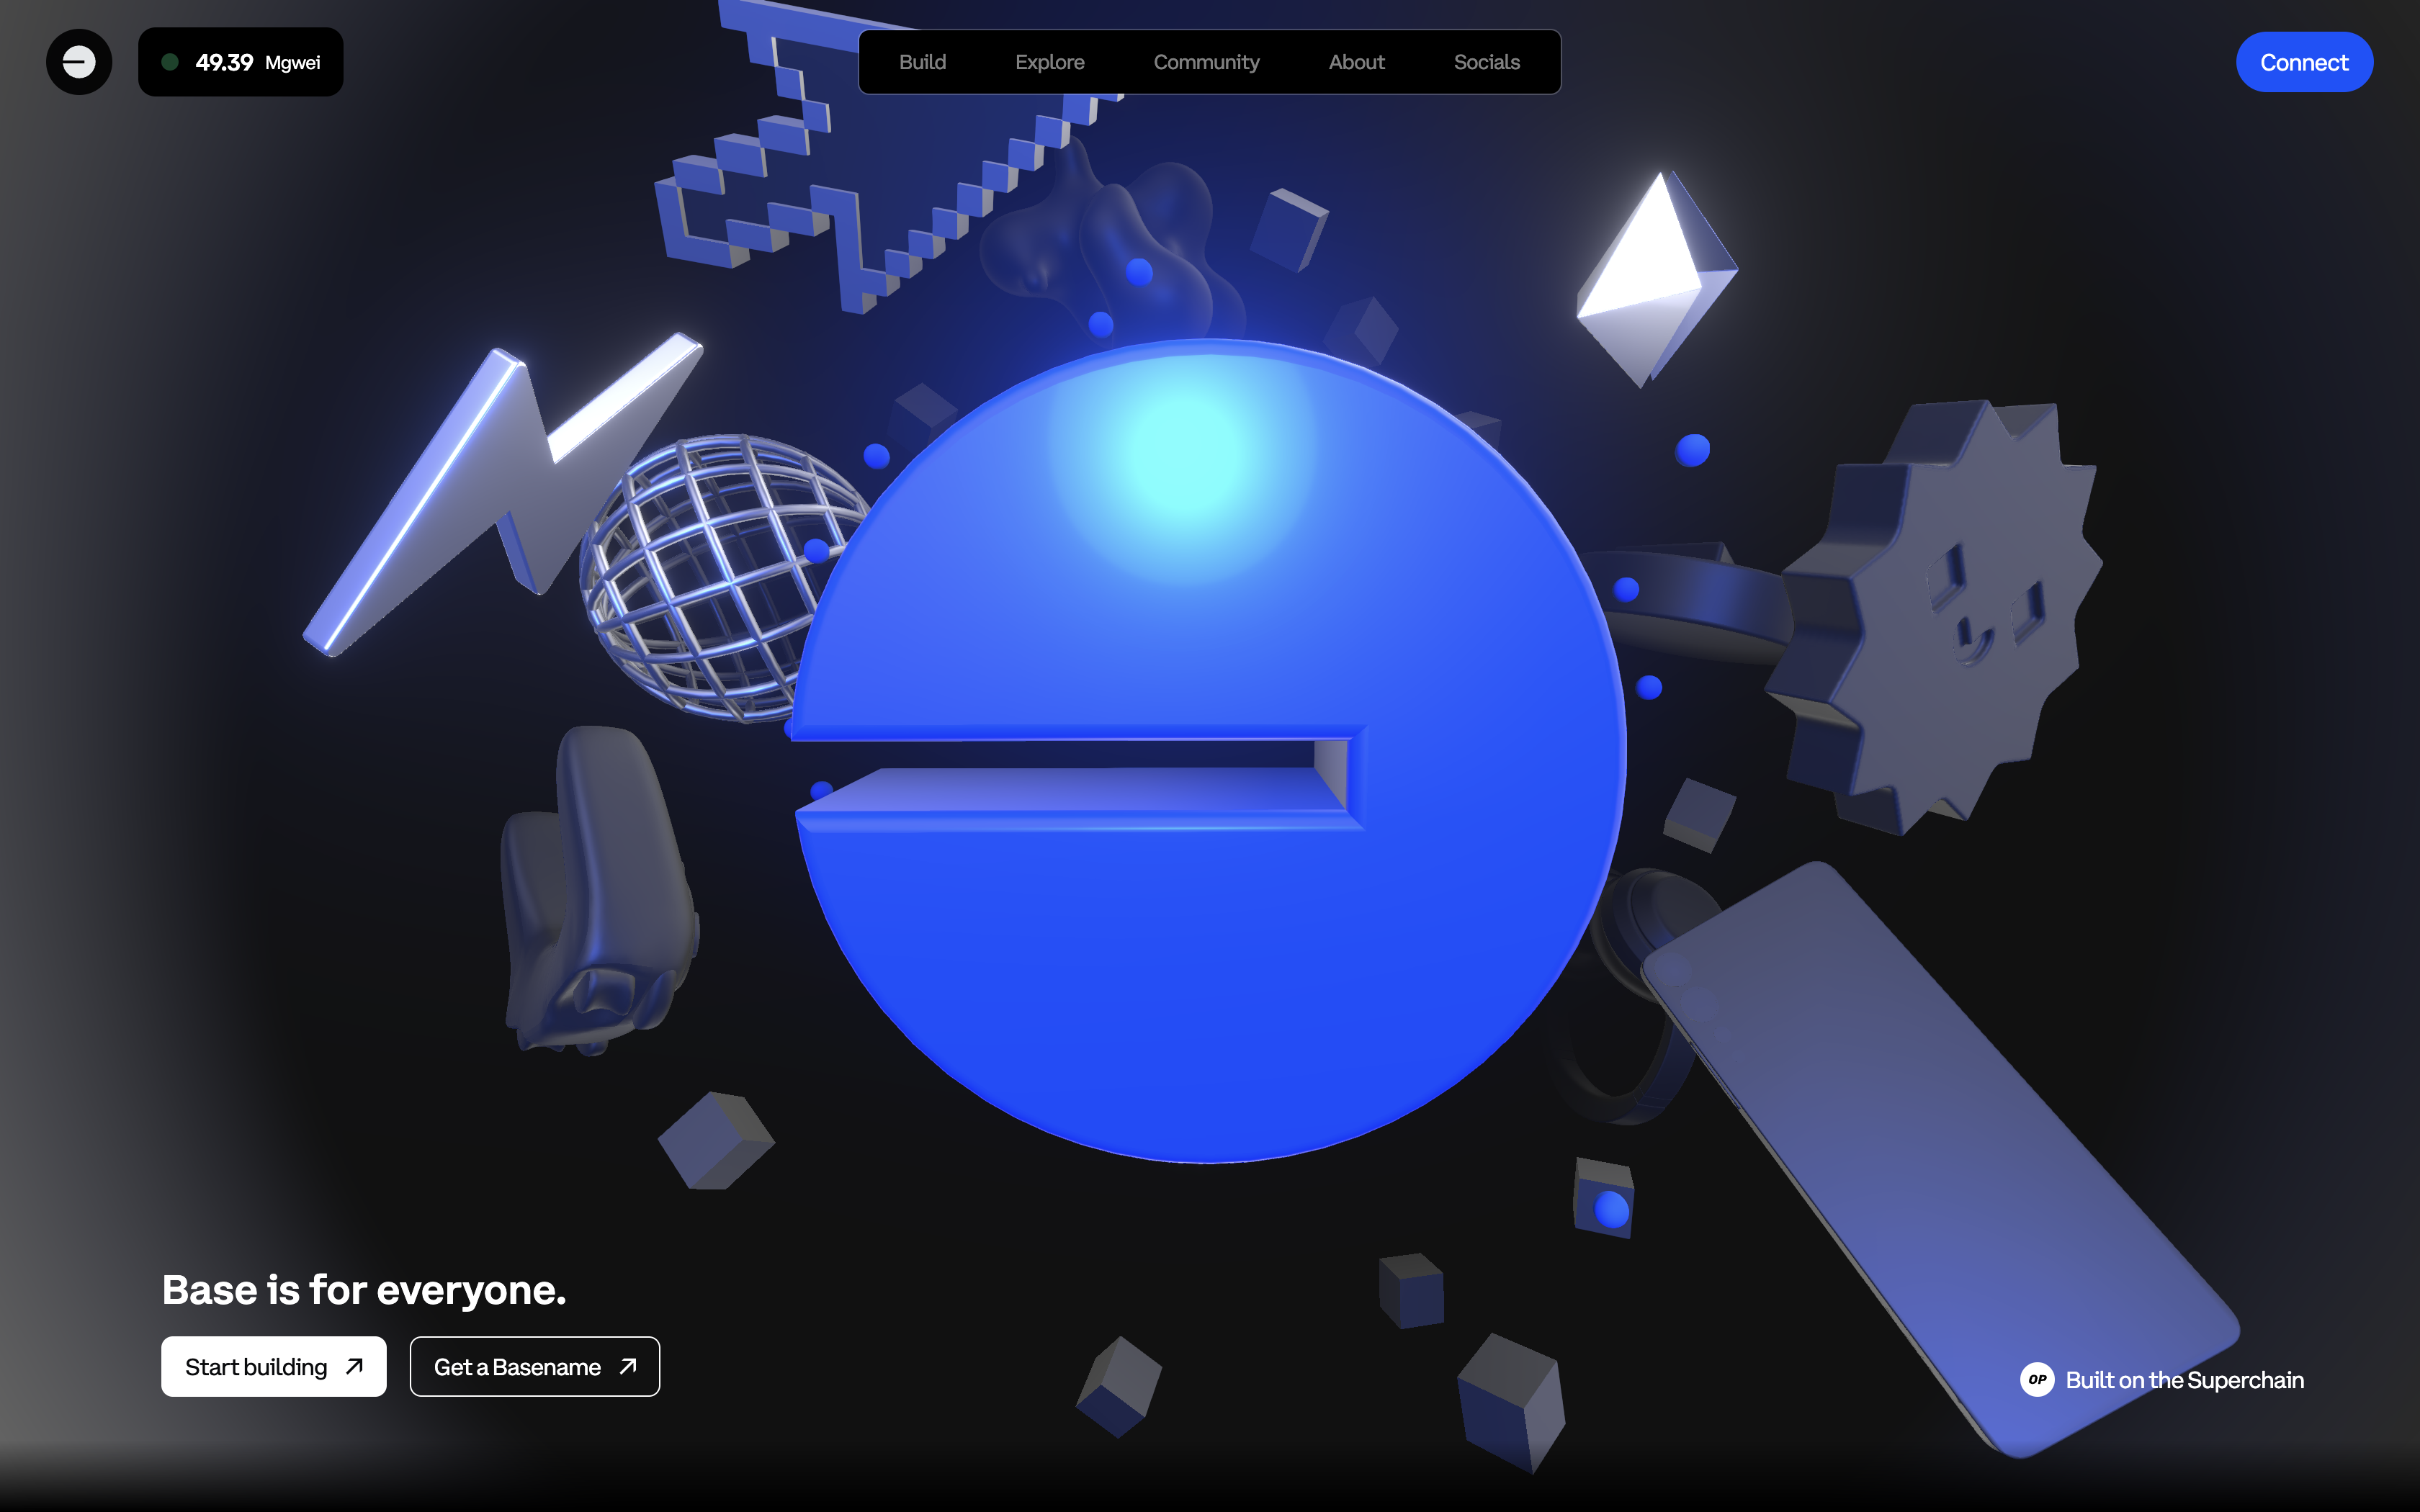 49.39 Mgwei
Build Explore Community About Socials
Connect
Base is for everyone.
Start building
Get a Basename
OP Built on the Superchain